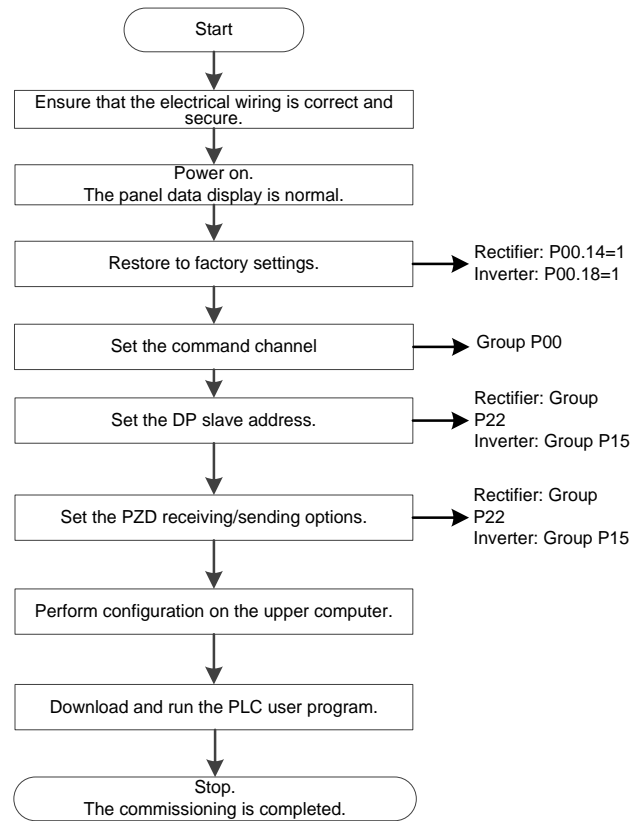 Start
Ensure that the electrical wiring is correct and
secure.
Power on.
The panel data display is normal.
Restore to factory settings.
Rectifier: P00.14=1
Inverter: P00.18=1
Set the command channel
Group P00
Set the DP slave address.
Rectifier: Group
P22
Inverter: Group P15
Set the PZD receiving/sending options.
Rectifier: Group
P22
Inverter: Group P15
Perform configuration on the upper computer.
Download and run the PLC user program.
Stop.
The commissioning is completed.